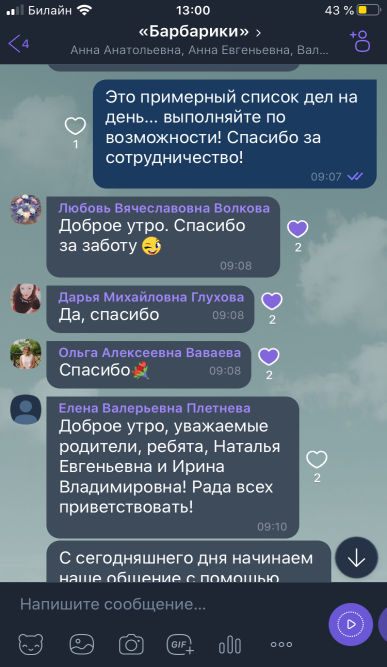 Билайн
13:00
43 %
4
«Барбарики»
Анна Анатольевна, Анна Евгеньевна, Вал...
Это примерный список дел на
день... выполняйте по
возможности! Спасибо за
сотрудничество!
09:07
1
Любовь Вячеславовна Волкова
Доброе утро. Спасибо
за заботу 😜
09:08
2
Дарья Михайловна Глухова
Да, спасибо
09:08
2
Ольга Алексеевна Ваваева
Спасибо💐
09:08
2
Елена Валерьевна Плетнева
Доброе утро, уважаемые
родители, ребята, Наталья
Евгеньевна и Ирина
Владимировна! Рада всех
приветствовать!
09:10
2
С сегодняшнего дня начинаем
наше общение с помощью
Напишите сообщение...
GIF